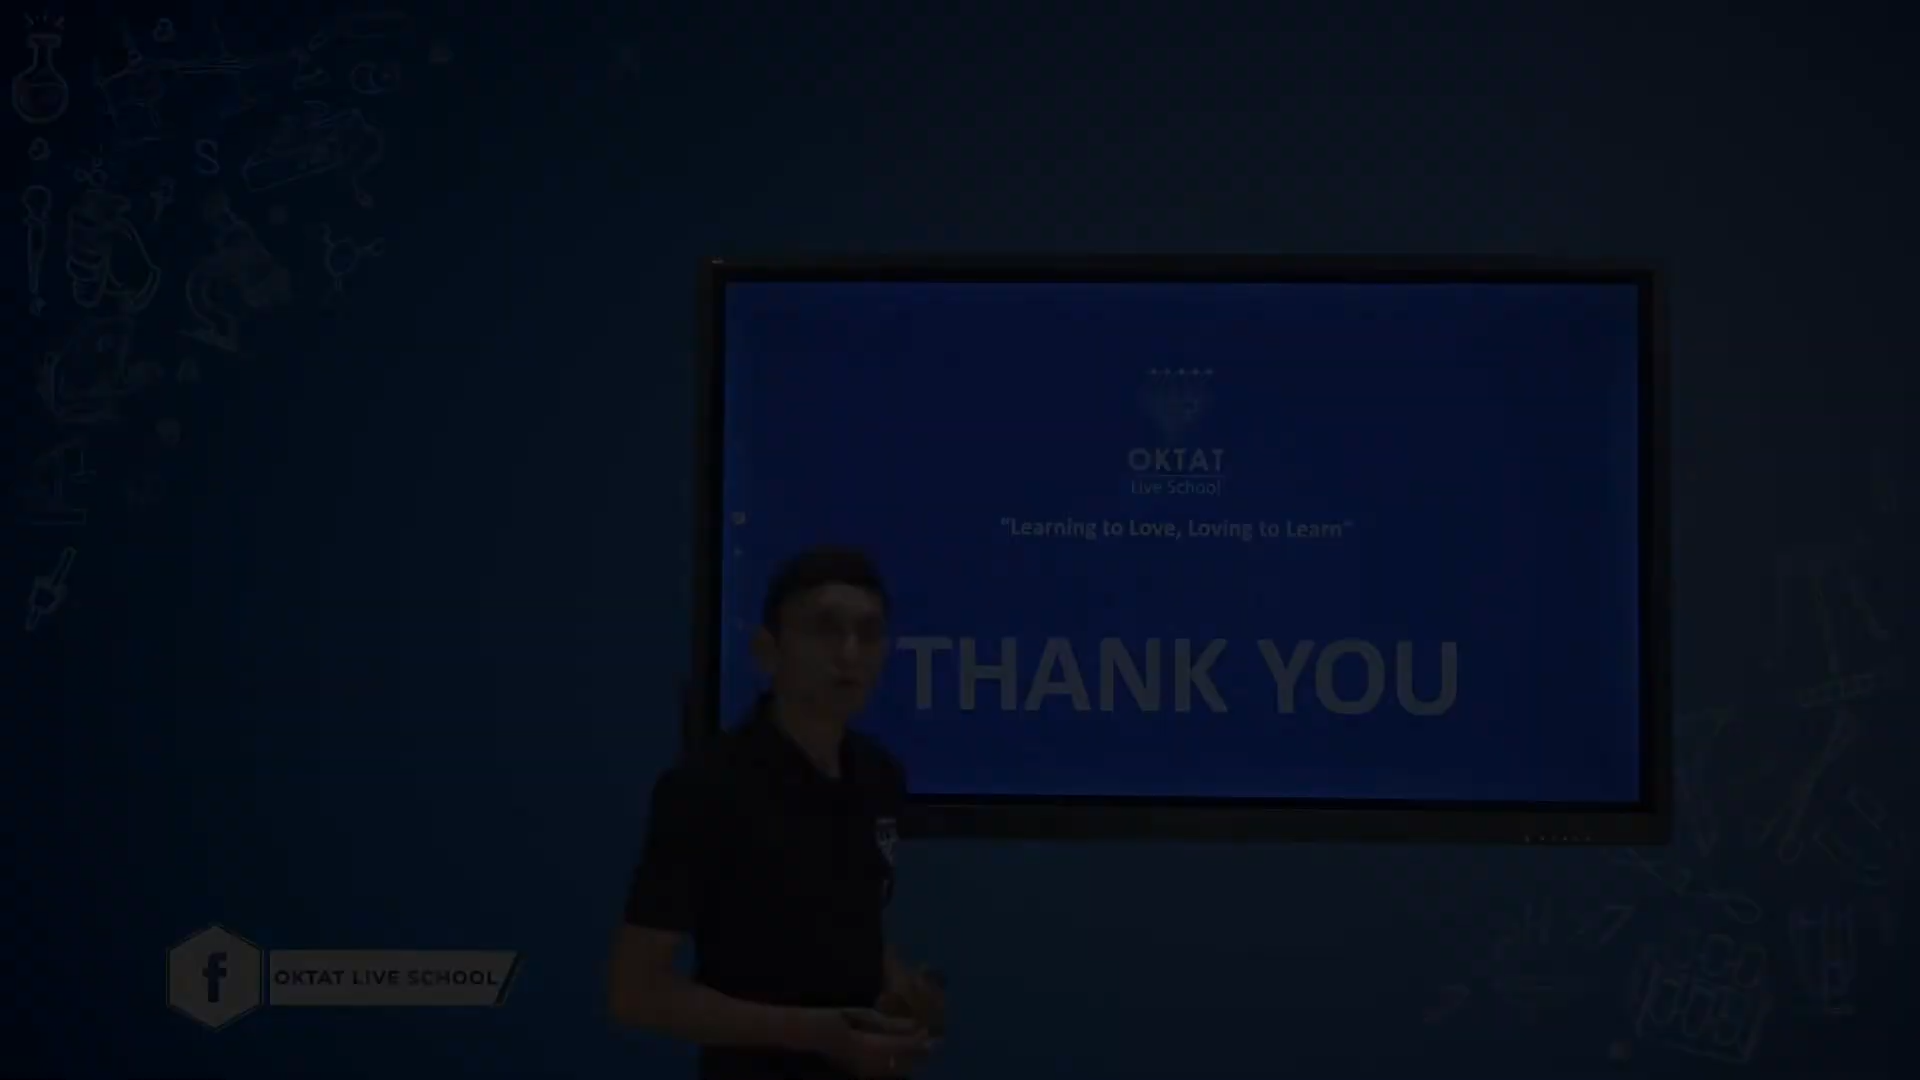 S
OKTAT
Live School
"Learning to Love, Loving to Learn"
THANK YOU
f
OKTAT LIVE SCHOOL